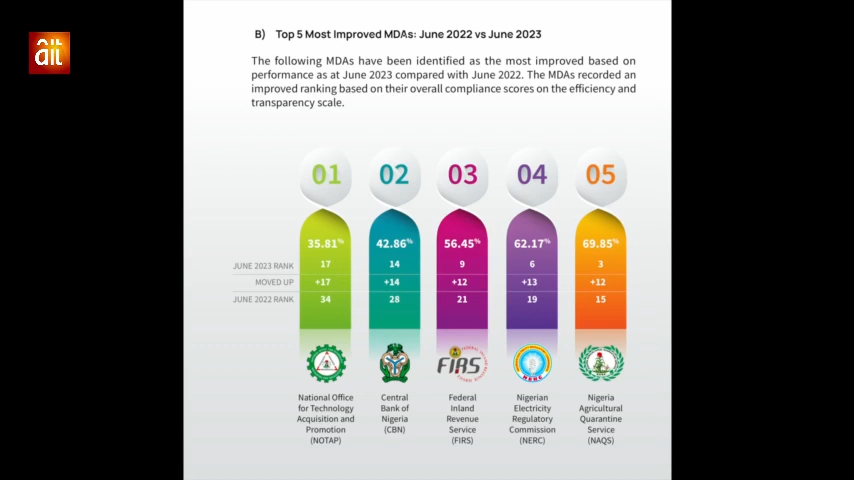 ait
B) Top 5 Most Improved MDAs: June 2022 vs June 2023
The following MDAs have been identified as the most improved based on
performance as at June 2023 compared with June 2022. The MDAs recorded an
improved ranking based on their overall compliance scores on the efficiency and
transparency scale.
01 02 03 04 05
35.81% 42.86% 56.45% 62.17% 69.85%
JUNE 2023 RANK 17 14 9 6 3
MOVED UP +17 +14 +12 +13 +12
JUNE 2022 RANK 34 28 21 19 15
FIRS
NERC
National Office
for Technology
Acquisition and
Promotion
(NOTAP)
Central
Bank of
Nigeria
(CBN)
Federal
Inland
Revenue
Service
(FIRS)
Nigerian
Electricity
Regulatory
Commission
(NERC)
Nigeria
Agricultural
Quarantine
Service
(NAQS)